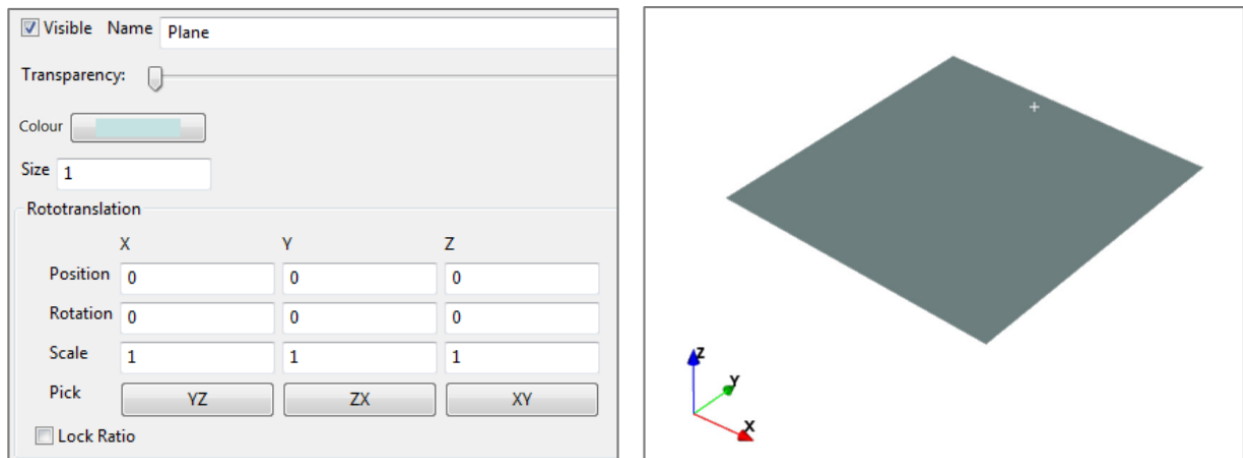 Visible Name Plane
Transparency:
Colour
Size 1
Rototranslation
X Y Z
Position 0 0 0
Rotation 0 0 0
Scale 1 1 1
Pick YZ ZX XY
Lock Ratio
Z
Y
X